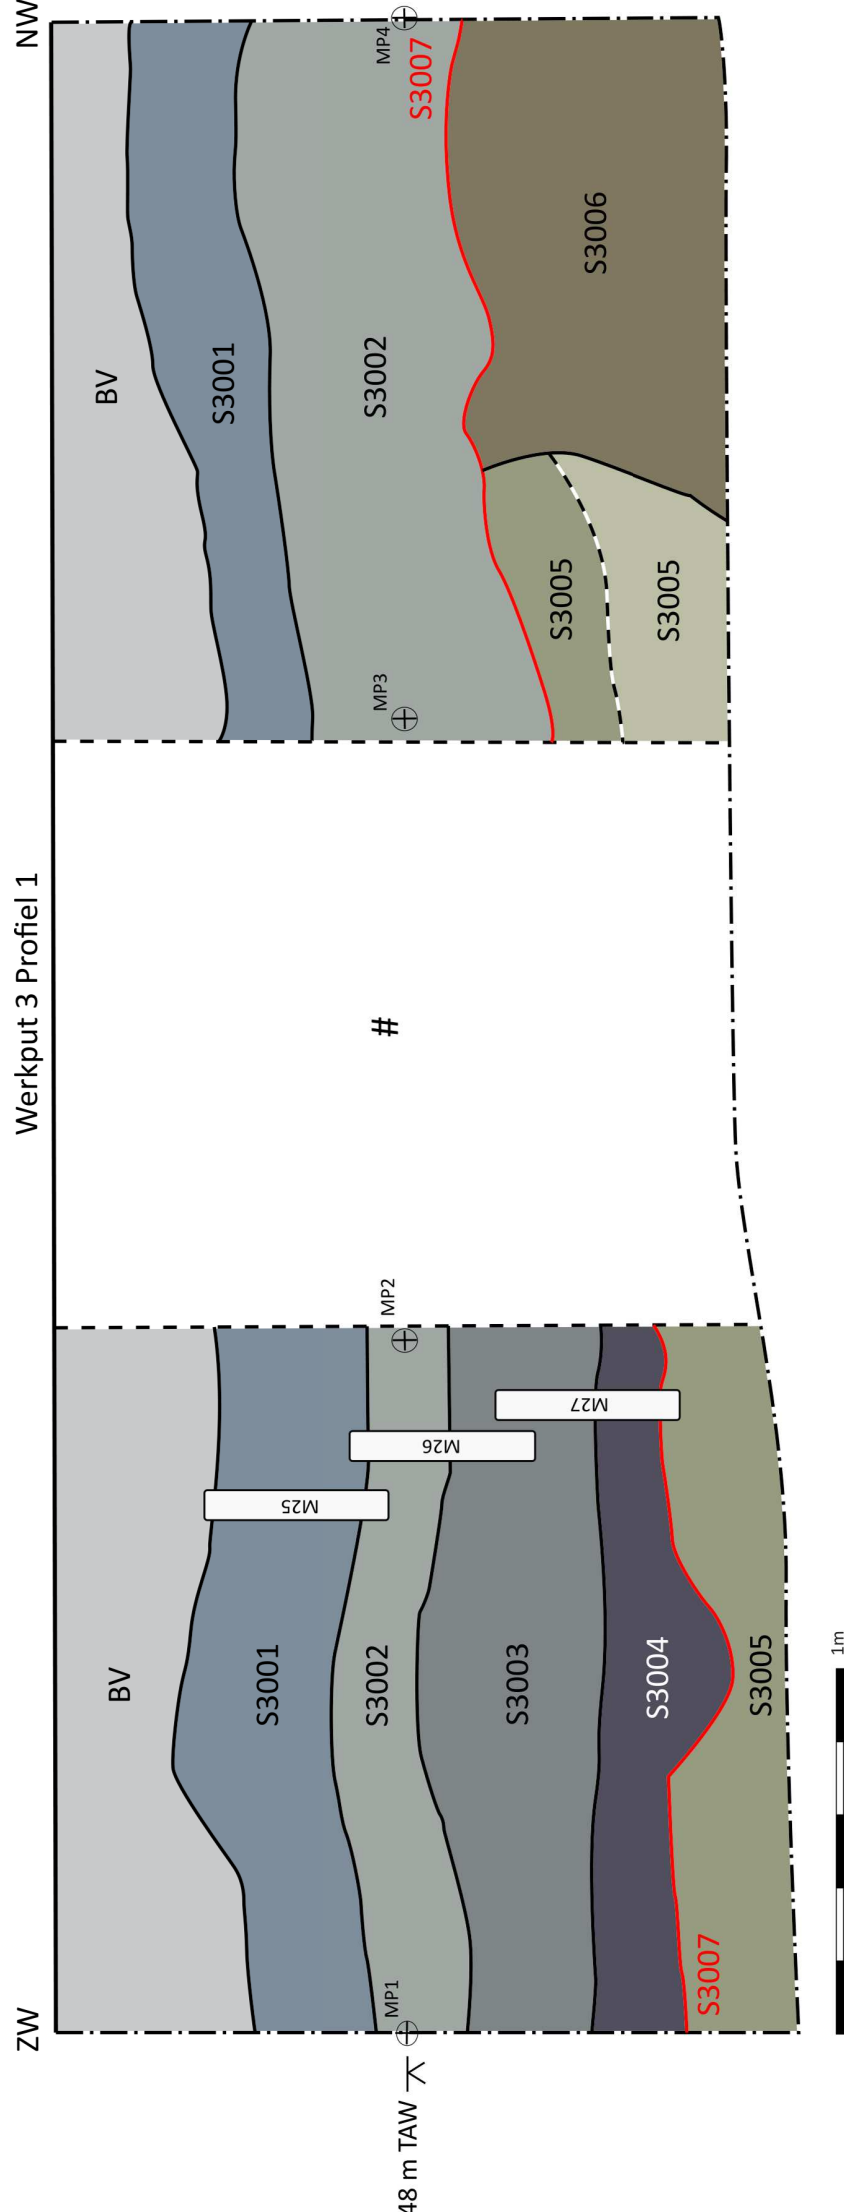 Werkput 3 Profiel 1
ZW
NW
BV
BV
S3001
S3001
M25
S3002
S3002
48 m TAW
MP1
MP2
MP3
MP4
#
M26
S3003
M27
S3007
S3006
S3004
S3005
S3005
S3007
S3005
1m